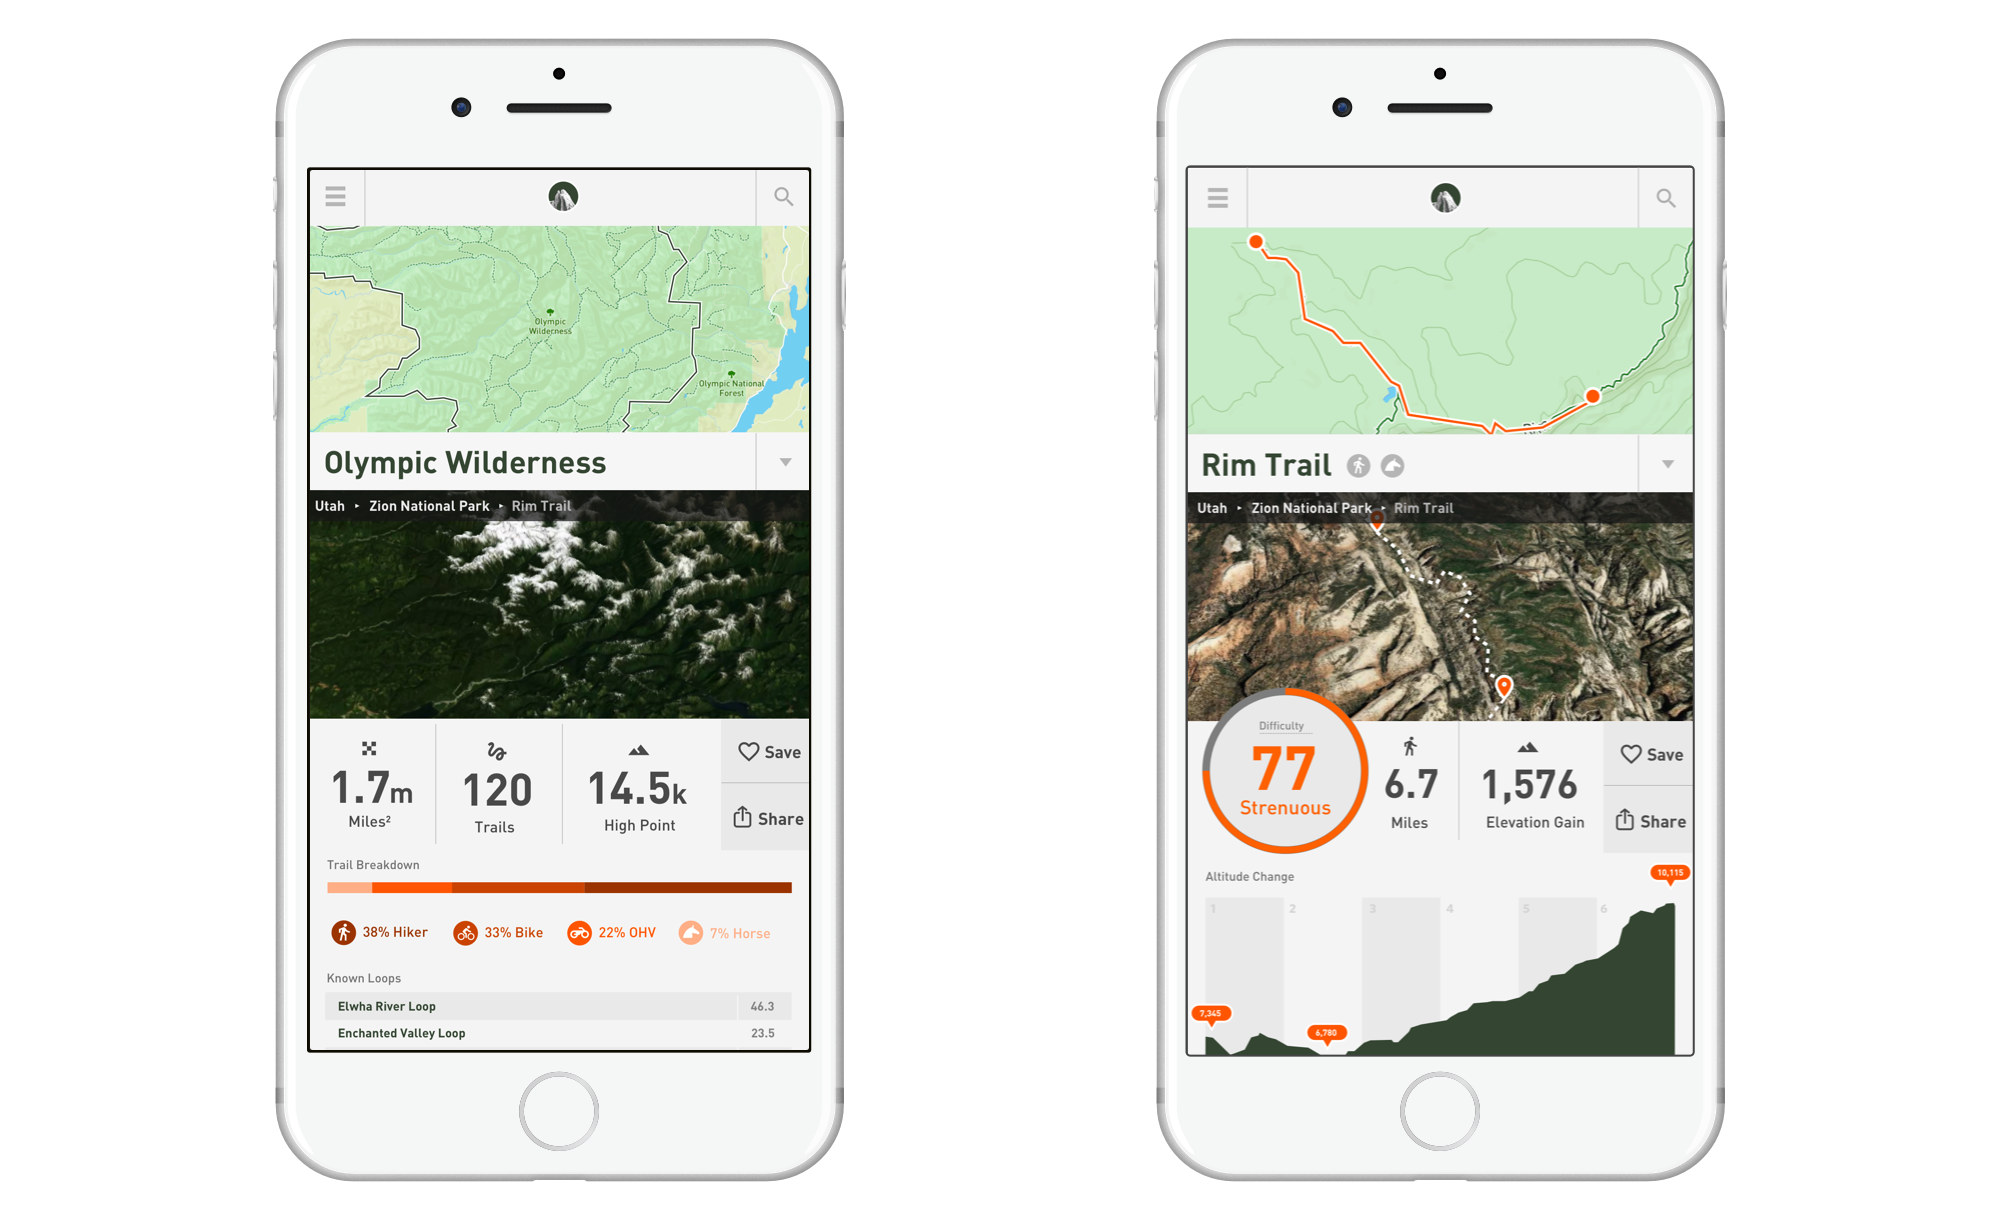 Olympic
Wilderness
Olympic National
Forest
Olympic Wilderness
Utah ▸ Zion National Park ▸ Rim Trail
1.7m
Miles²
120
Trails
14.5k
High Point
Save
Share
Trail Breakdown
38% Hiker
33% Bike
22% OHV
7% Horse
Known Loops
Elwha River Loop 46.3
Enchanted Valley Loop 23.5
Rim Trail
Utah ▸ Zion National Park ▸ Rim Trail
Difficulty
77
Strenuous
6.7
Miles
1,576
Elevation Gain
Save
Share
Altitude Change
10,115
1 2 3 4 5 6
7,345
6,780